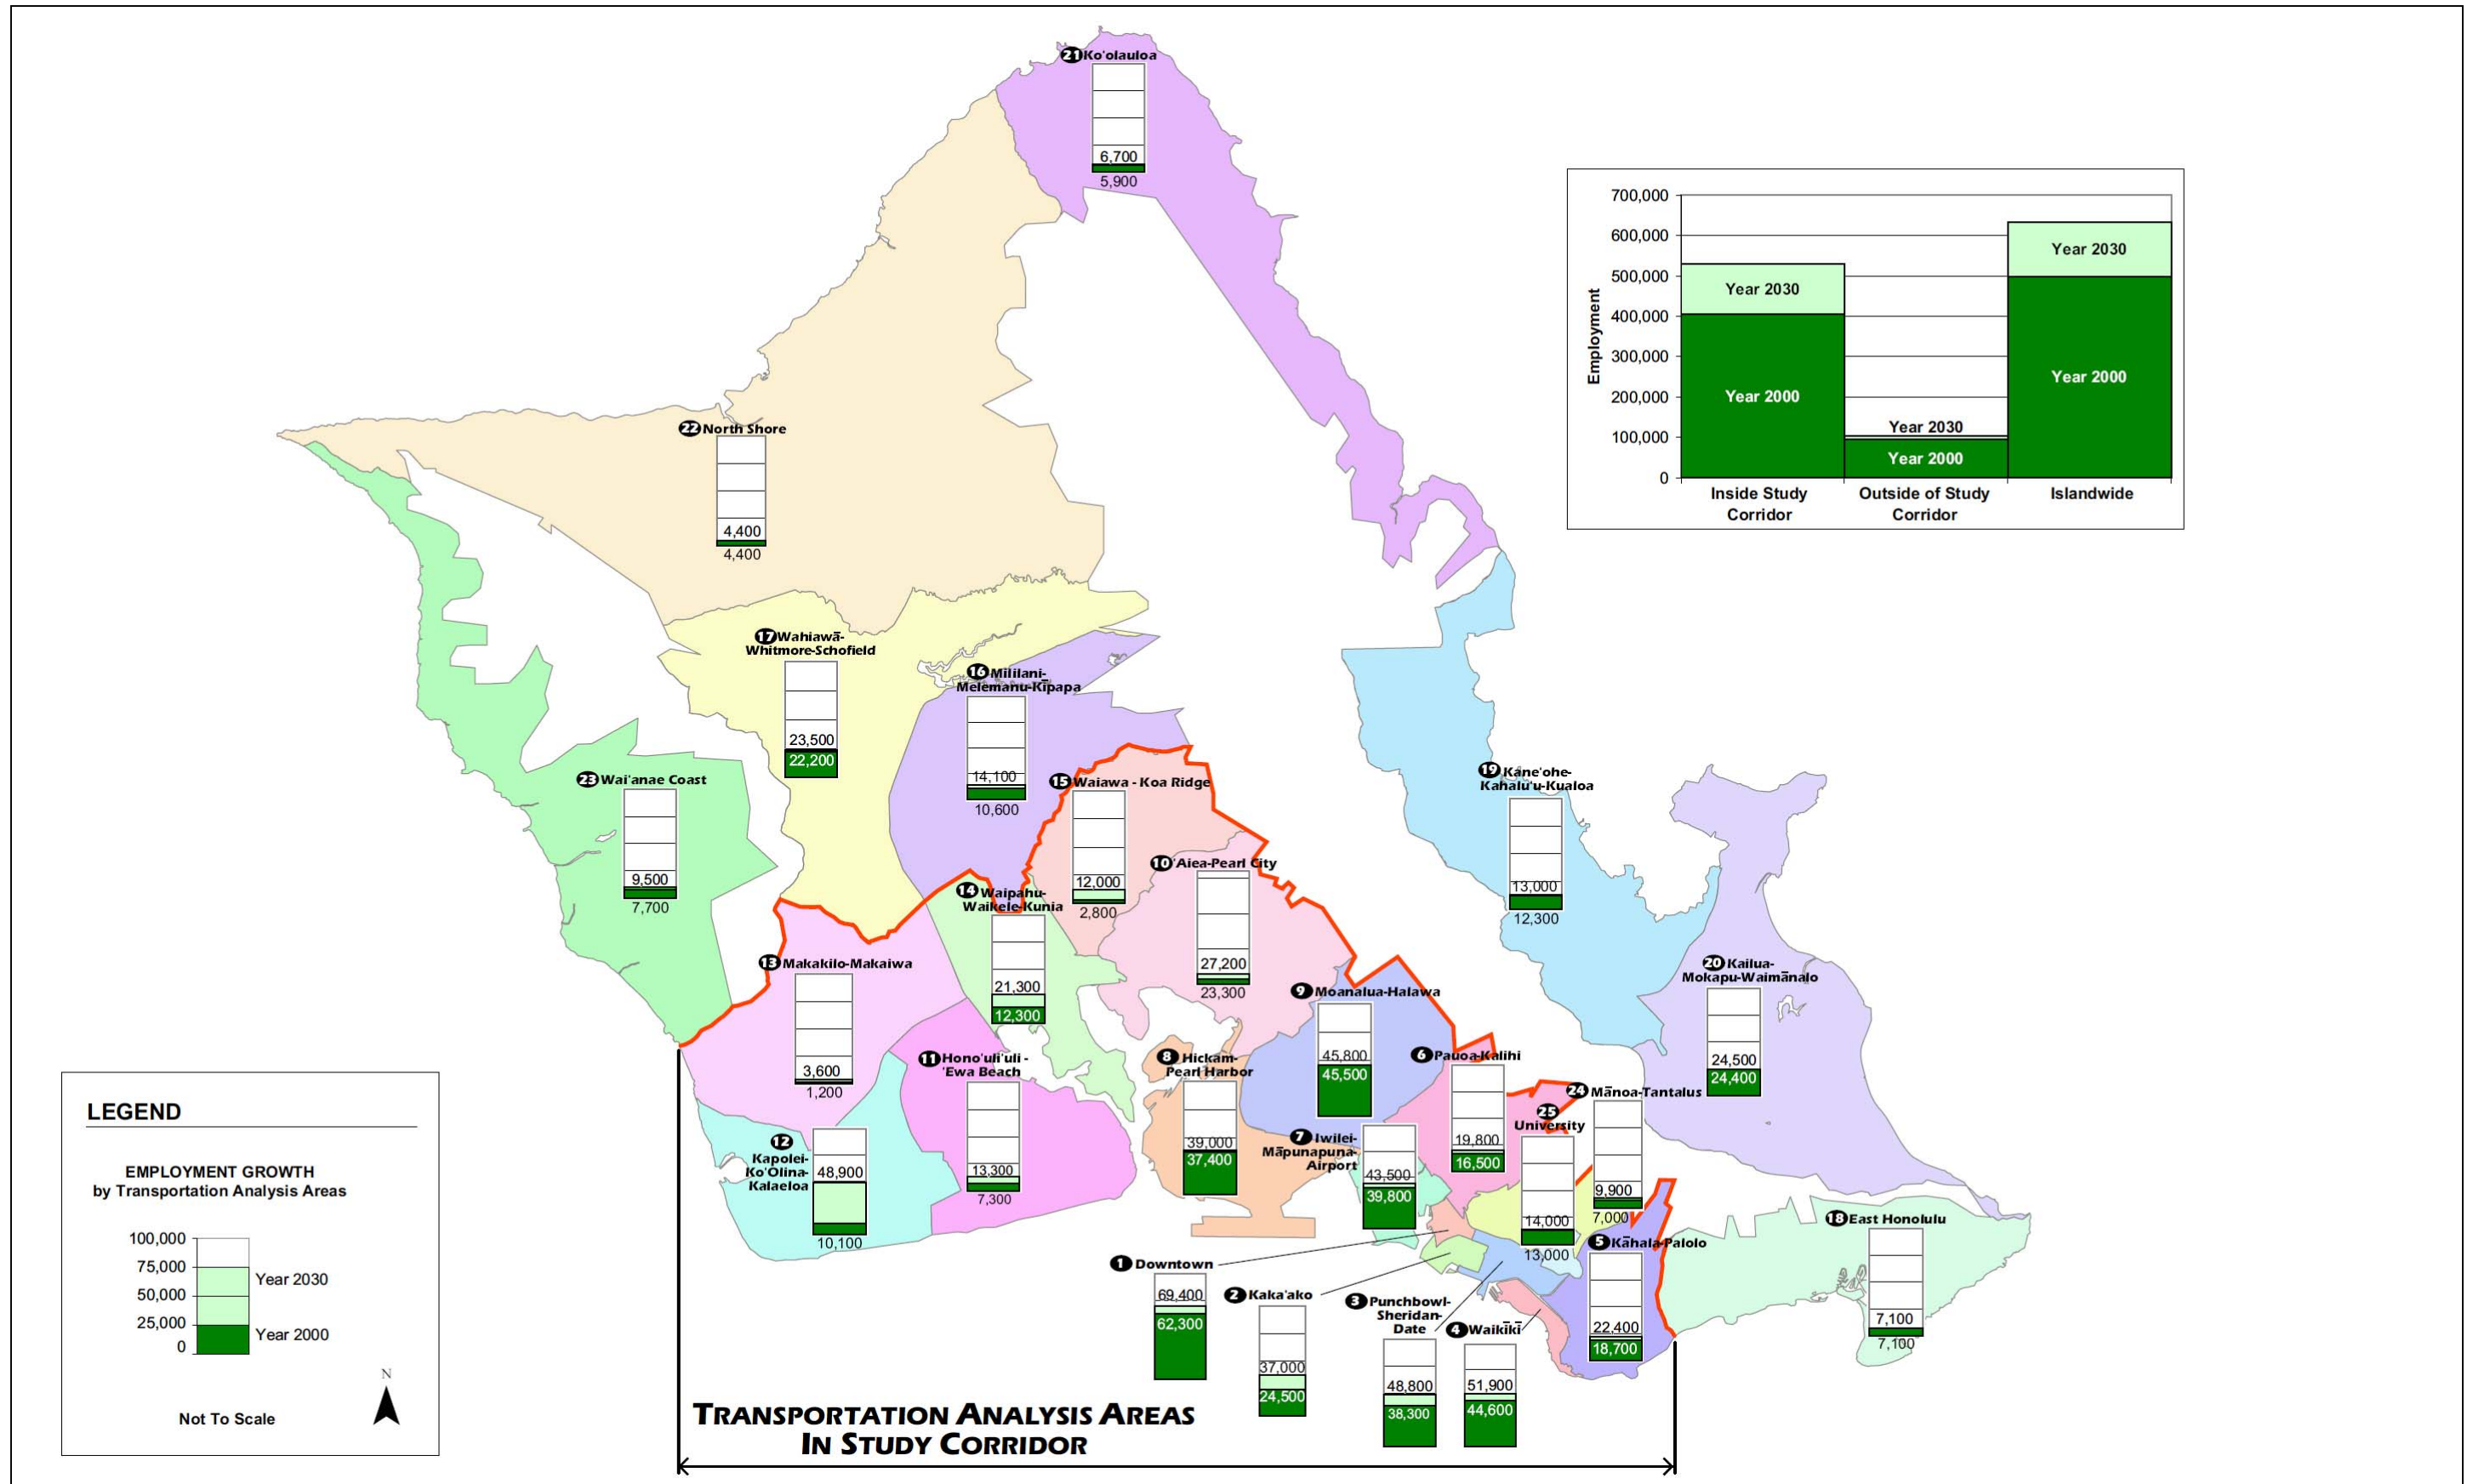 21 Ko'olauloa
6,700
5,900
22 North Shore
4,400
4,400
17 Wahiawā-
Whitmore-Schofield
23,500
22,200
16 Mililani-
Melemanu-Kīpapa
14,100
10,600
23 Wai'anae Coast
9,500
7,700
15 Waiawa - Koa Ridge
12,000
2,800
10 'Aiea-Pearl City
27,200
23,300
14 Waipahu-
Waikele-Kunia
21,300
12,300
13 Makakilo-Makaiwa
3,600
1,200
11 Hono'uli'uli -
'Ewa Beach
13,300
7,300
12
Kapolei-
Ko'Ōlina-
Kalaeloa
48,900
10,100
8 Hickam-
Pearl Harbor
39,000
37,400
9 Moanalua-Halawa
45,800
45,500
7 Iwilei-
Māpunapuna-
Airport
43,500
39,800
6 Pauoa-Kalihi
19,800
16,500
25
University
14,000
13,000
24 Mānoa-Tantalus
9,900
7,000
5 Kāhala-Palolo
22,400
18,700
19 Kāne'ohe-
Kahalu'u-Kualoa
13,000
12,300
20 Kailua-
Mokapu-Waimānalo
24,500
24,400
18 East Honolulu
7,100
7,100
1 Downtown
69,400
62,300
2 Kaka'ako
37,000
24,500
3 Punchbowl-
Sheridan-
Date
48,800
38,300
4 Waikīkī
51,900
44,600
TRANSPORTATION ANALYSIS AREAS
IN STUDY CORRIDOR
Employment
700,000
600,000
500,000
400,000
300,000
200,000
100,000
0
Year 2030
Year 2000
Year 2030
Year 2000
Year 2030
Year 2000
Inside Study
Corridor
Outside of Study
Corridor
Islandwide
LEGEND
EMPLOYMENT GROWTH
by Transportation Analysis Areas
100,000
75,000
50,000
25,000
0
Year 2030
Year 2000
N
Not To Scale